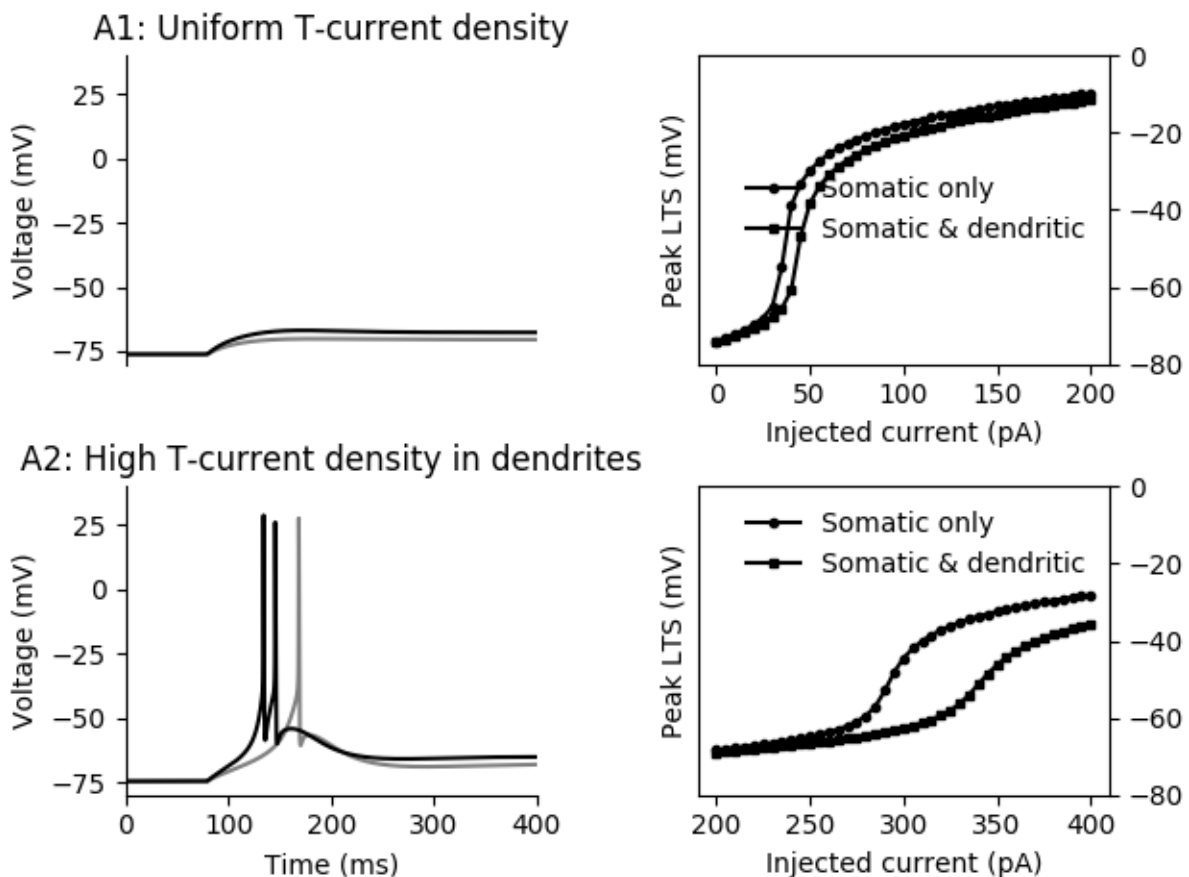 A1: Uniform T-current density
Voltage (mV)
25
0
−25
−50
−75
Peak LTS (mV)
0
−20
−40
−60
−80
Somatic only
Somatic & dendritic
0 50 100 150 200
Injected current (pA)
A2: High T-current density in dendrites
Voltage (mV)
25
0
−25
−50
−75
0 100 200 300 400
Time (ms)
Peak LTS (mV)
0
−20
−40
−60
−80
Somatic only
Somatic & dendritic
200 250 300 350 400
Injected current (pA)